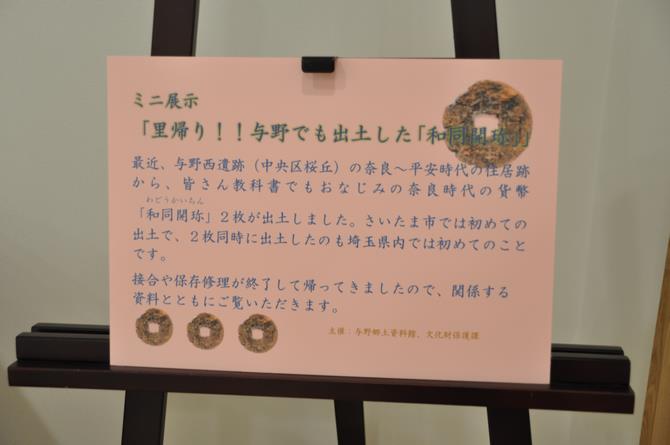 ミニ展示
「里帰り！！与野でも出土した「和同開珎」」
最近、与野西遺跡（中央区桜丘）の奈良～平安時代の住居跡
から、皆さん教科書でもおなじみの奈良時代の貨幣
わどうかいちん
「和同開珎」２枚が出土しました。さいたま市では初めての
出土で、２枚同時に出土したのも埼玉県内では初めてのこと
です。
接合や保存修理が終了して帰ってきましたので、関係する
資料とともにご覧いただきます。
主催：与野郷土資料館、文化財保護課